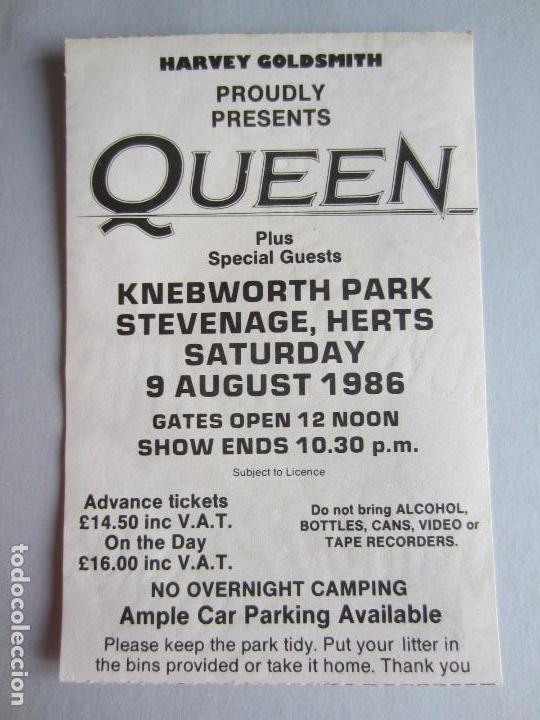 HARVEY GOLDSMITH
PROUDLY
PRESENTS
QUEEN
Plus
Special Guests
KNEBWORTH PARK
STEVENAGE, HERTS
SATURDAY
9 AUGUST 1986
GATES OPEN 12 NOON
SHOW ENDS 10.30 p.m.
Subject to Licence
Advance tickets
£14.50 inc V.A.T.
On the Day
£16.00 inc V.A.T.
Do not bring ALCOHOL,
BOTTLES, CANS, VIDEO or
TAPE RECORDERS.
NO OVERNIGHT CAMPING
Ample Car Parking Available
Please keep the park tidy. Put your litter in
the bins provided or take it home. Thank you
todocoleccion.net